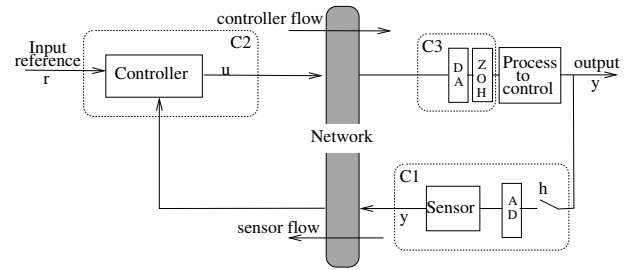 controller flow
Input
reference
r
C2
Controller
u
C3
D
A
Z
O
H
Process
to
control
output
y
Network
C1
h
A
D
Sensor
y
sensor flow